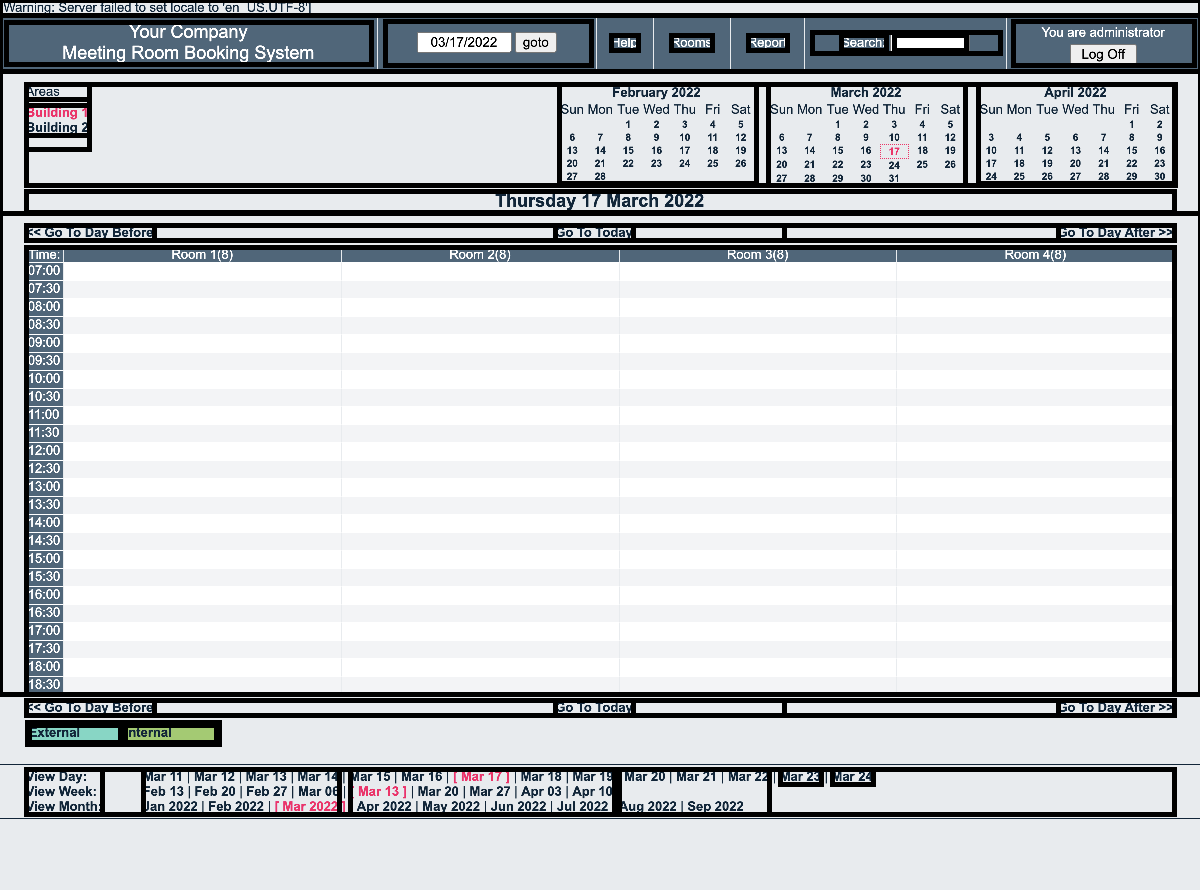 Warning: Server failed to set locale to 'en_US.UTF-8']
Your Company
Meeting Room Booking System
03/17/2022 goto
Help
Rooms
Report
Search:
You are administrator
Log Off
Areas
Building 1
Building 2
February 2022
Sun Mon Tue Wed Thu Fri Sat
1 2 3 4 5
6 7 8 9 10 11 12
13 14 15 16 17 18 19
20 21 22 23 24 25 26
27 28
March 2022
Sun Mon Tue Wed Thu Fri Sat
1 2 3 4 5
6 7 8 9 10 11 12
13 14 15 16 17 18 19
20 21 22 23 24 25 26
27 28 29 30 31
April 2022
Sun Mon Tue Wed Thu Fri Sat
1 2
3 4 5 6 7 8 9
10 11 12 13 14 15 16
17 18 19 20 21 22 23
24 25 26 27 28 29 30
Thursday 17 March 2022
<< Go To Day Before Go To Today Go To Day After >>
Time: Room 1(8) Room 2(8) Room 3(8) Room 4(8)
07:00
07:30
08:00
08:30
09:00
09:30
10:00
10:30
11:00
11:30
12:00
12:30
13:00
13:30
14:00
14:30
15:00
15:30
16:00
16:30
17:00
17:30
18:00
18:30
<< Go To Day Before Go To Today Go To Day After >>
External Internal
View Day: Mar 11 | Mar 12 | Mar 13 | Mar 14 | Mar 15 | Mar 16 | [ Mar 17 ] | Mar 18 | Mar 19 | Mar 20 | Mar 21 | Mar 22 | Mar 23 | Mar 24
View Week: Feb 13 | Feb 20 | Feb 27 | Mar 06 | [ Mar 13 ] | Mar 20 | Mar 27 | Apr 03 | Apr 10
View Month: Jan 2022 | Feb 2022 | [ Mar 2022 ] | Apr 2022 | May 2022 | Jun 2022 | Jul 2022 | Aug 2022 | Sep 2022